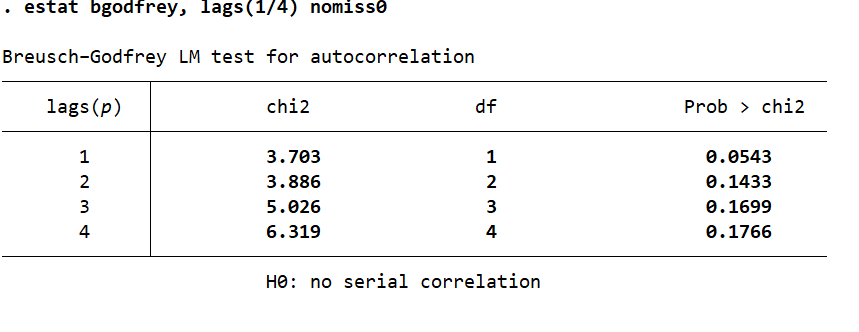 . estat bgodfrey, lags(1/4) nomiss0
Breusch–Godfrey LM test for autocorrelation
lags(p) chi2 df Prob > chi2
1 3.703 1 0.0543
2 3.886 2 0.1433
3 5.026 3 0.1699
4 6.319 4 0.1766
H0: no serial correlation